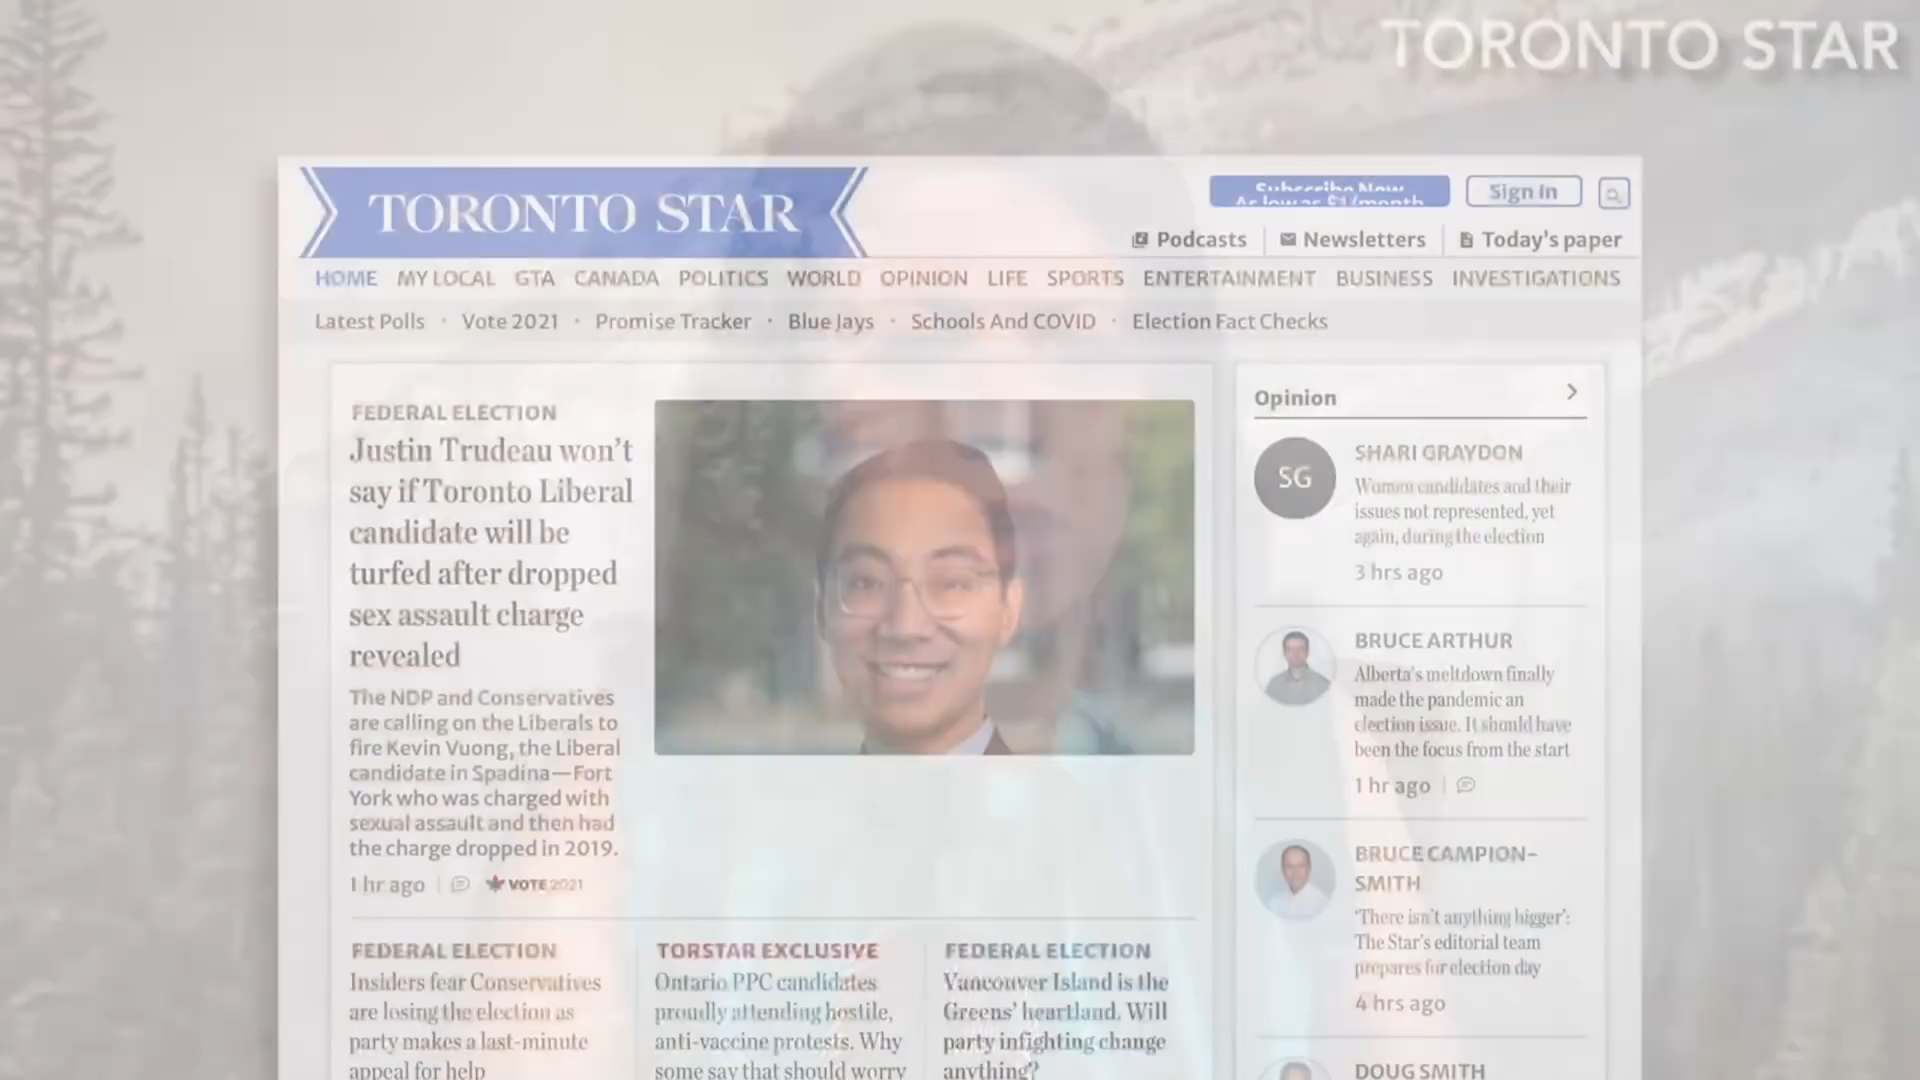 TORONTO STAR
TORONTO STAR
Subscribe Now
As low as $1/month
Sign In
Podcasts
Newsletters
Today's paper
HOME MY LOCAL GTA CANADA POLITICS WORLD OPINION LIFE SPORTS ENTERTAINMENT BUSINESS INVESTIGATIONS
Latest Polls · Vote 2021 · Promise Tracker · Blue Jays · Schools And COVID · Election Fact Checks
FEDERAL ELECTION
Justin Trudeau won't
say if Toronto Liberal
candidate will be
turfed after dropped
sex assault charge
revealed
The NDP and Conservatives
are calling on the Liberals to
fire Kevin Vuong, the Liberal
candidate in Spadina—Fort
York who was charged with
sexual assault and then had
the charge dropped in 2019.
1 hr ago
VOTE 2021
FEDERAL ELECTION
Insiders fear Conservatives
are losing the election as
party makes a last-minute
appeal for help
TORSTAR EXCLUSIVE
Ontario PPC candidates
proudly attending hostile,
anti-vaccine protests. Why
some say that should worry
FEDERAL ELECTION
Vancouver Island is the
Greens' heartland. Will
party infighting change
anything?
Opinion
SG
SHARI GRAYDON
Women candidates and their
issues not represented, yet
again, during the election
3 hrs ago
BRUCE ARTHUR
Alberta's meltdown finally
made the pandemic an
election issue. It should have
been the focus from the start
1 hr ago
BRUCE CAMPION-
SMITH
'There isn't anything bigger':
The Star's editorial team
prepares for election day
4 hrs ago
DOUG SMITH